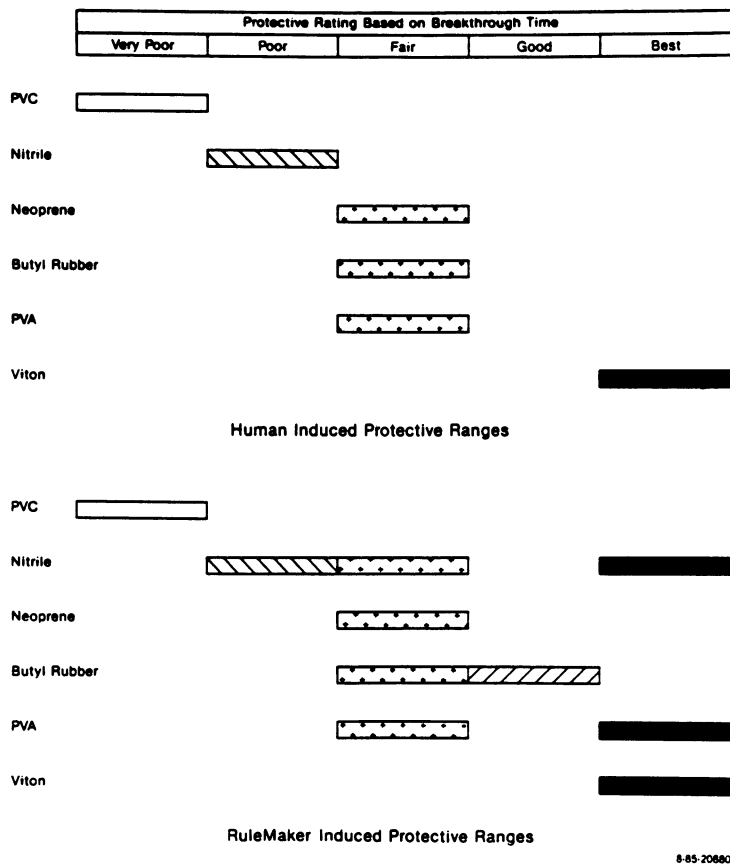 Protective Rating Based on Breakthrough Time
Very Poor Poor Fair Good Best
PVC
Nitrile
Neoprene
Butyl Rubber
PVA
Viton
Human Induced Protective Ranges
PVC
Nitrile
Neoprene
Butyl Rubber
PVA
Viton
RuleMaker Induced Protective Ranges
8-85-20680